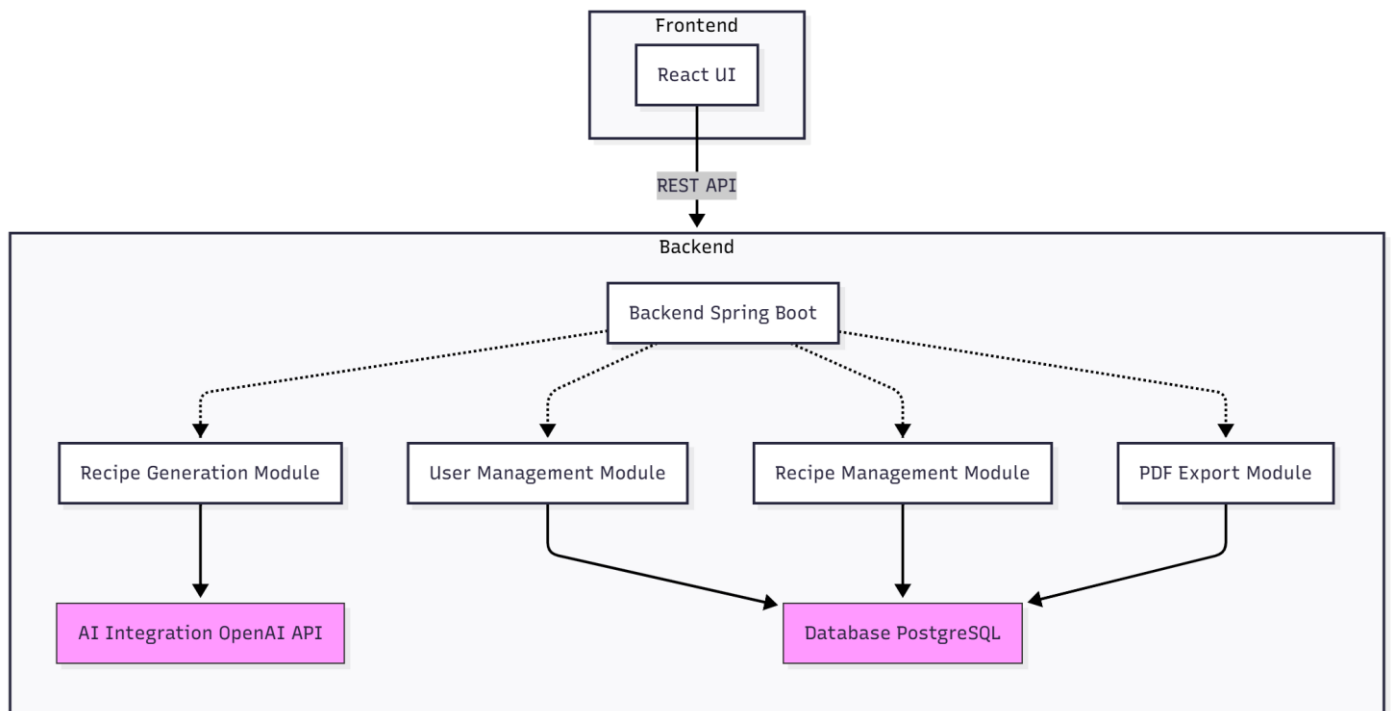 Frontend
React UI
REST API
Backend
Backend Spring Boot
Recipe Generation Module
User Management Module
Recipe Management Module
PDF Export Module
AI Integration OpenAI API
Database PostgreSQL